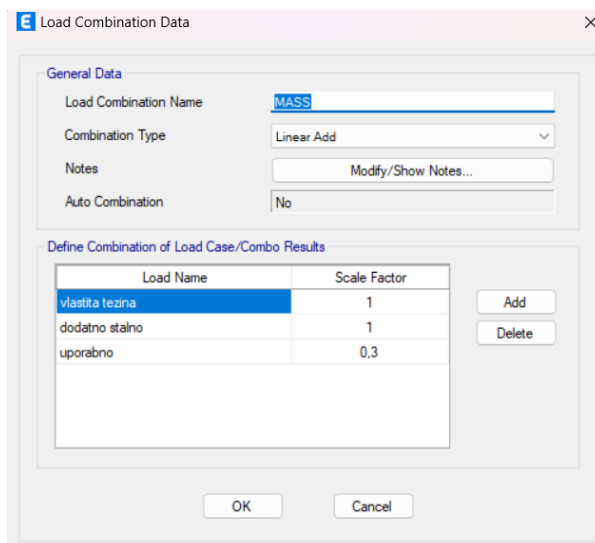 E Load Combination Data
General Data
Load Combination Name MASS
Combination Type Linear Add
Notes Modify/Show Notes...
Auto Combination No
Define Combination of Load Case/Combo Results
Load Name Scale Factor
vlastita tezina 1 Add
dodatno stalno 1 Delete
uporabno 0,3
OK Cancel